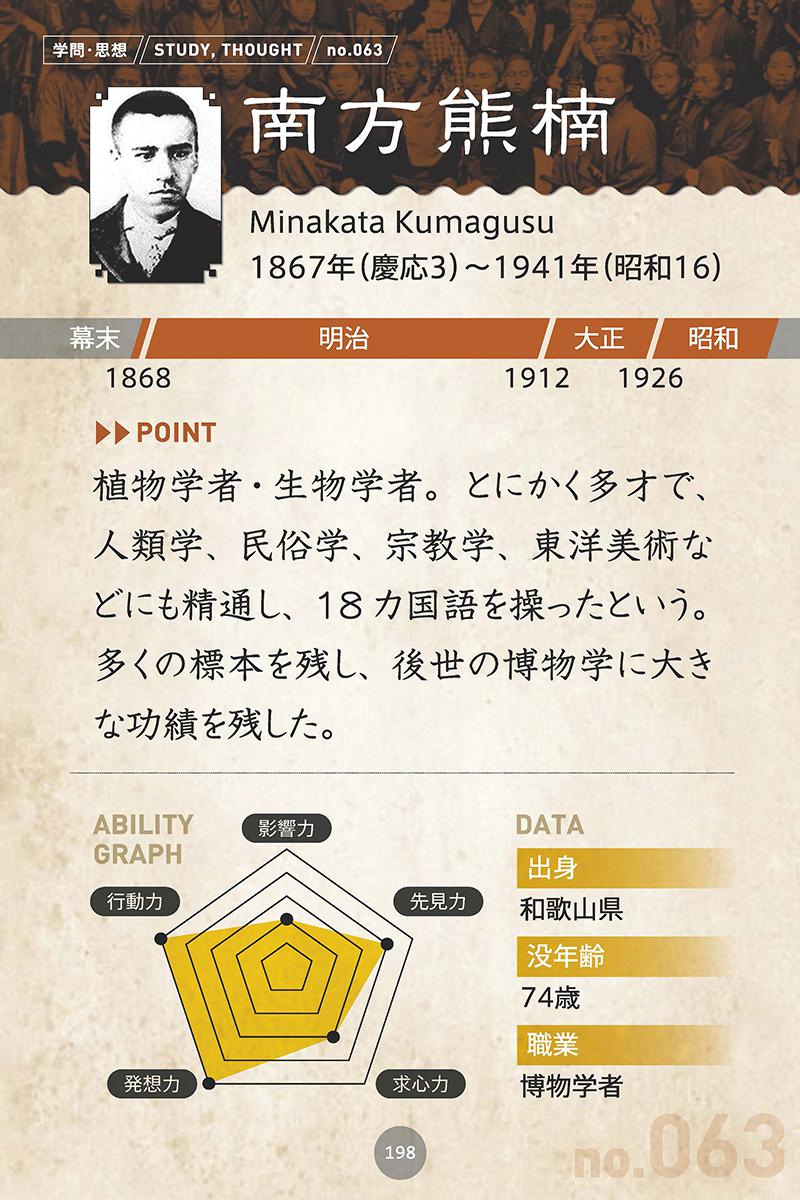 学問・思想 STUDY, THOUGHT no.063
南方熊楠
Minakata Kumagusu
1867年(慶応3)～1941年(昭和16)
幕末 明治 大正 昭和
1868 1912 1926
POINT
植物学者・生物学者。とにかく多才で、
人類学、民俗学、宗教学、東洋美術な
どにも精通し、18カ国語を操ったという。
多くの標本を残し、後世の博物学に大き
な功績を残した。
ABILITY
GRAPH
影響力
行動力
先見力
発想力
求心力
DATA
出身
和歌山県
没年齢
74歳
職業
博物学者
198
no.063